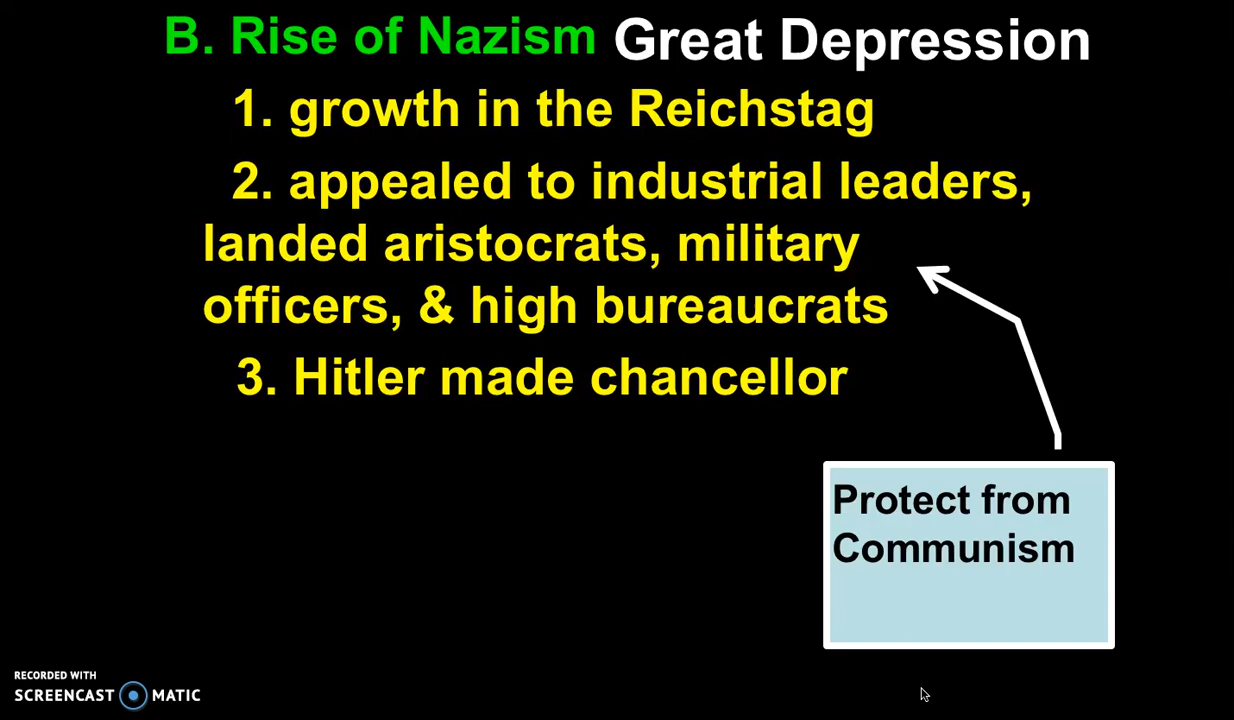 B. Rise of Nazism Great Depression
1. growth in the Reichstag
2. appealed to industrial leaders,
landed aristocrats, military
officers, & high bureaucrats
3. Hitler made chancellor
Protect from
Communism
RECORDED WITH
SCREENCAST MATIC